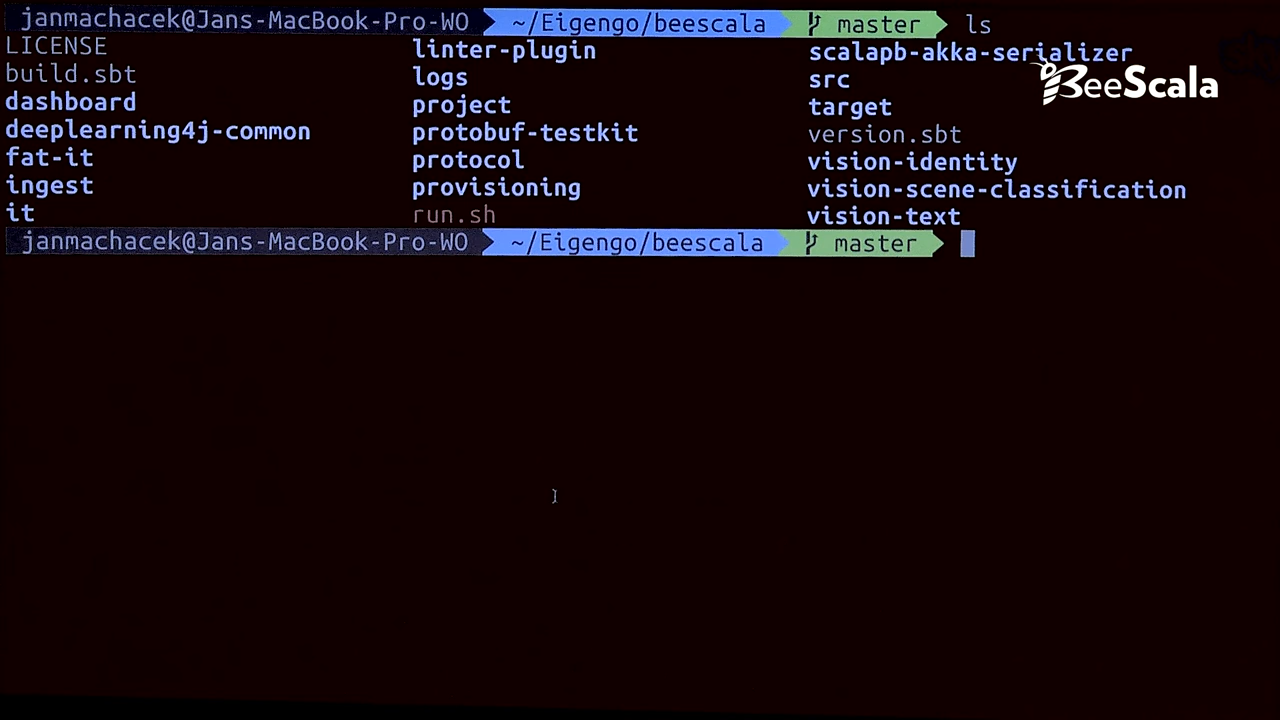 janmachacek@Jans-MacBook-Pro-WO ~/Eigengo/beescala master ls
LICENSE linter-plugin scalapb-akka-serializer
build.sbt logs src
dashboard project target
deeplearning4j-common protobuf-testkit version.sbt
fat-it protocol vision-identity
ingest provisioning vision-scene-classification
it run.sh vision-text
janmachacek@Jans-MacBook-Pro-WO ~/Eigengo/beescala master
BeeScala